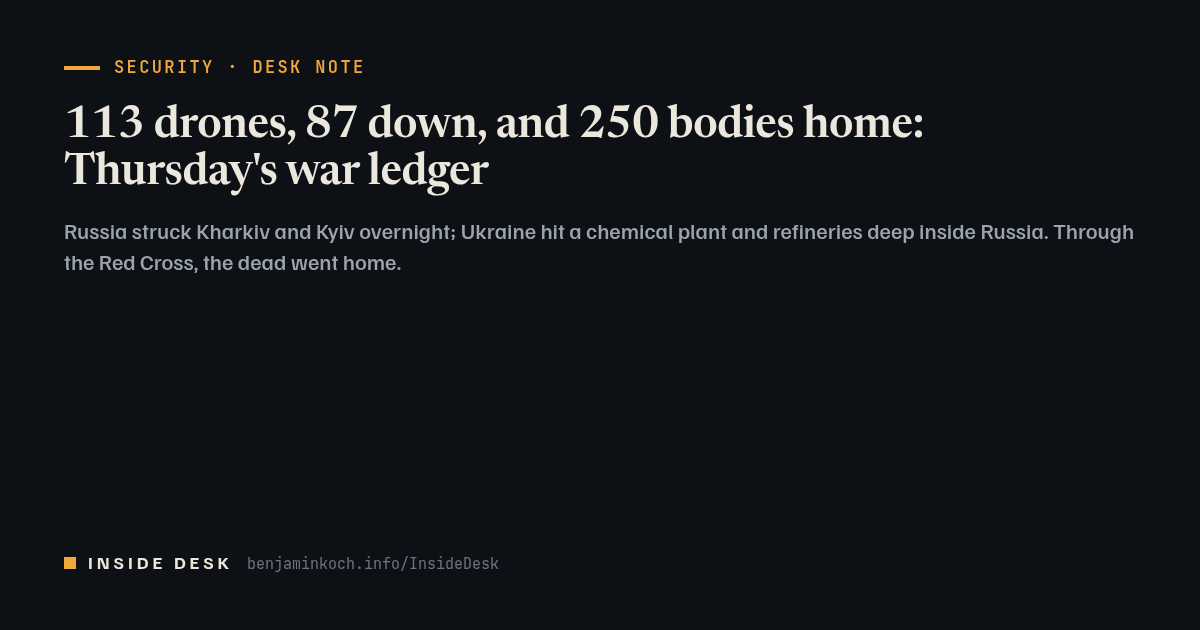 SECURITY · DESK NOTE
113 drones, 87 down, and 250 bodies home:
Thursday's war ledger
Russia struck Kharkiv and Kyiv overnight; Ukraine hit a chemical plant and refineries deep inside Russia. Through
the Red Cross, the dead went home.
INSIDE DESK benjaminkoch.info/InsideDesk